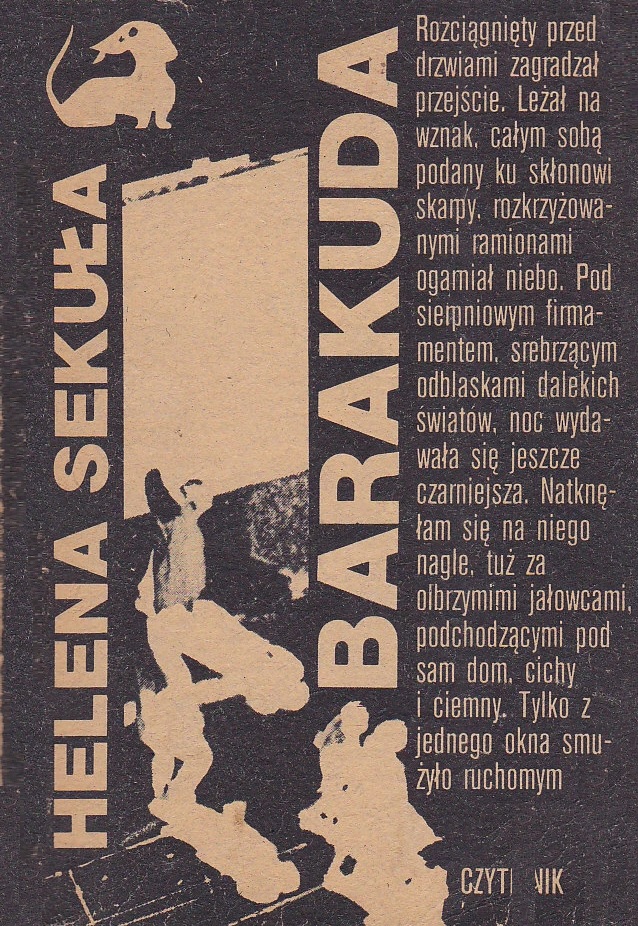 HELENA SEKUŁA
BARAKUDA
Rozciągnięty przed
drzwiami zagradzał
przejście. Leżał na
wznak, całym sobą
podany ku skłonowi
skarpy, rozkrzyżowa-
nymi ramionami
ogarniał niebo. Pod
sierpniowym firma-
mentem, srebrzącym
odblaskami dalekich
światów, noc wyda-
wała się jeszcze
czarniejsza. Natknę-
łam się na niego
nagle, tuż za
olbrzymimi jałowcami,
podchodzącymi pod
sam dom, cichy
i ciemny. Tylko z
jednego okna smu-
żyło ruchomym
CZYTELNIK